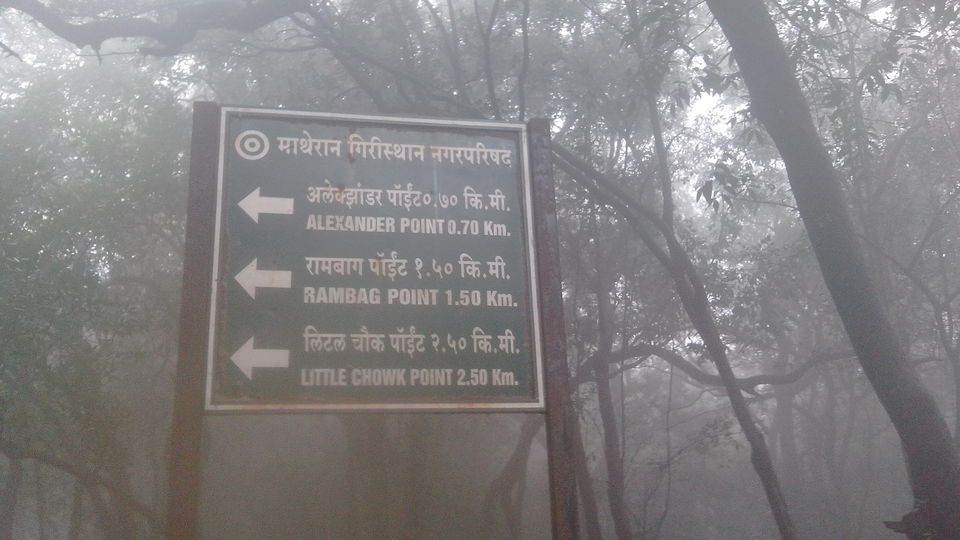 माथेरान गिरीस्थान नगरपरिषद
अलेक्झांडर पॉईंट०.७० कि.मी.
ALEXANDER POINT 0.70 Km.
रामबाग पॉईंट १.५० कि.मी.
RAMBAG POINT 1.50 Km.
लिटल चौक पॉईंट २.५० कि.मी.
LITTLE CHOWK POINT 2.50 Km.